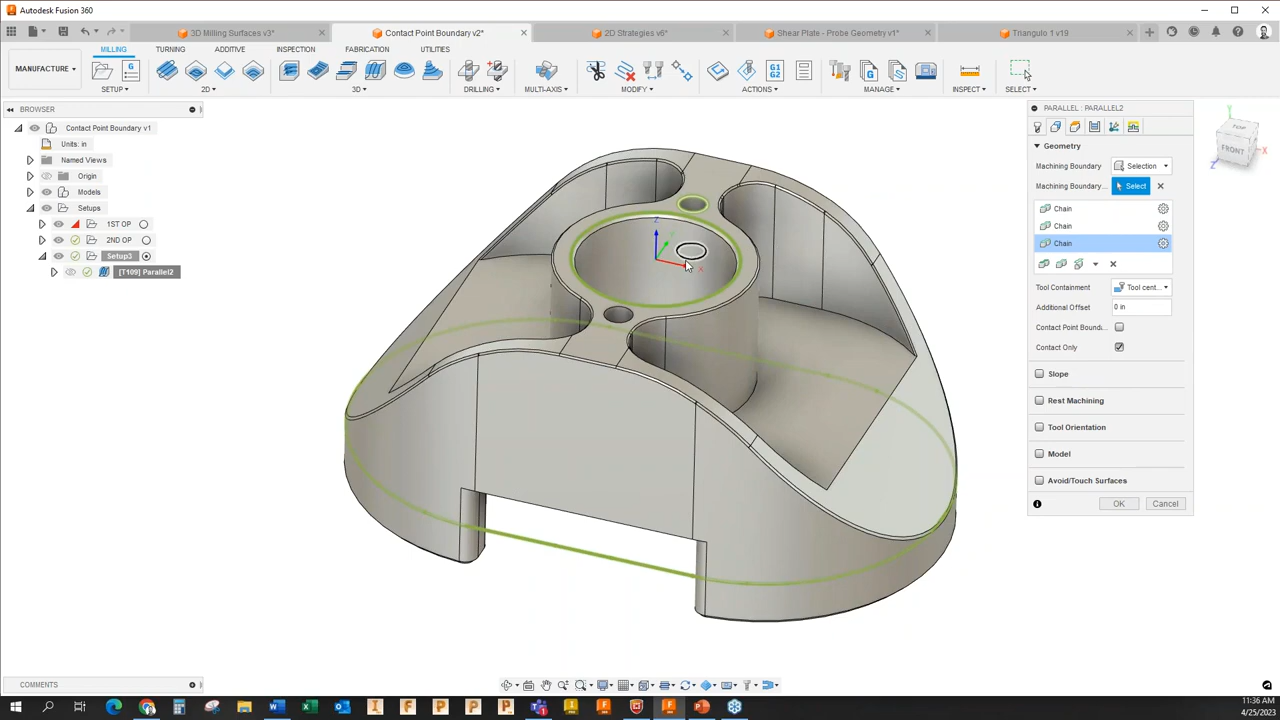 Autodesk Fusion 360
3D Milling Surfaces v3*
Contact Point Boundary v2*
2D Strategies v6*
Shear Plate - Probe Geometry v1*
Triangulo 1 v19
MILLING TURNING ADDITIVE INSPECTION FABRICATION UTILITIES
MANUFACTURE
G1
G2
SETUP 2D 3D DRILLING MULTI-AXIS MODIFY ACTIONS MANAGE INSPECT SELECT
BROWSER
Contact Point Boundary v1
Units: in
Named Views
Origin
Models
Setups
1ST OP
2ND OP
Setup3
[T109] Parallel2
Z
Y
X
PARALLEL : PARALLEL2
Geometry
Machining Boundary Selection
Machining Boundary... Select
Chain
Chain
Chain
Tool Containment Tool cent...
Additional Offset 0 in
Contact Point Bound...
Contact Only
Slope
Rest Machining
Tool Orientation
Model
Avoid/Touch Surfaces
OK Cancel
Y
TOP
FRONT
X
Z
COMMENTS
11:36 AM
4/25/2023